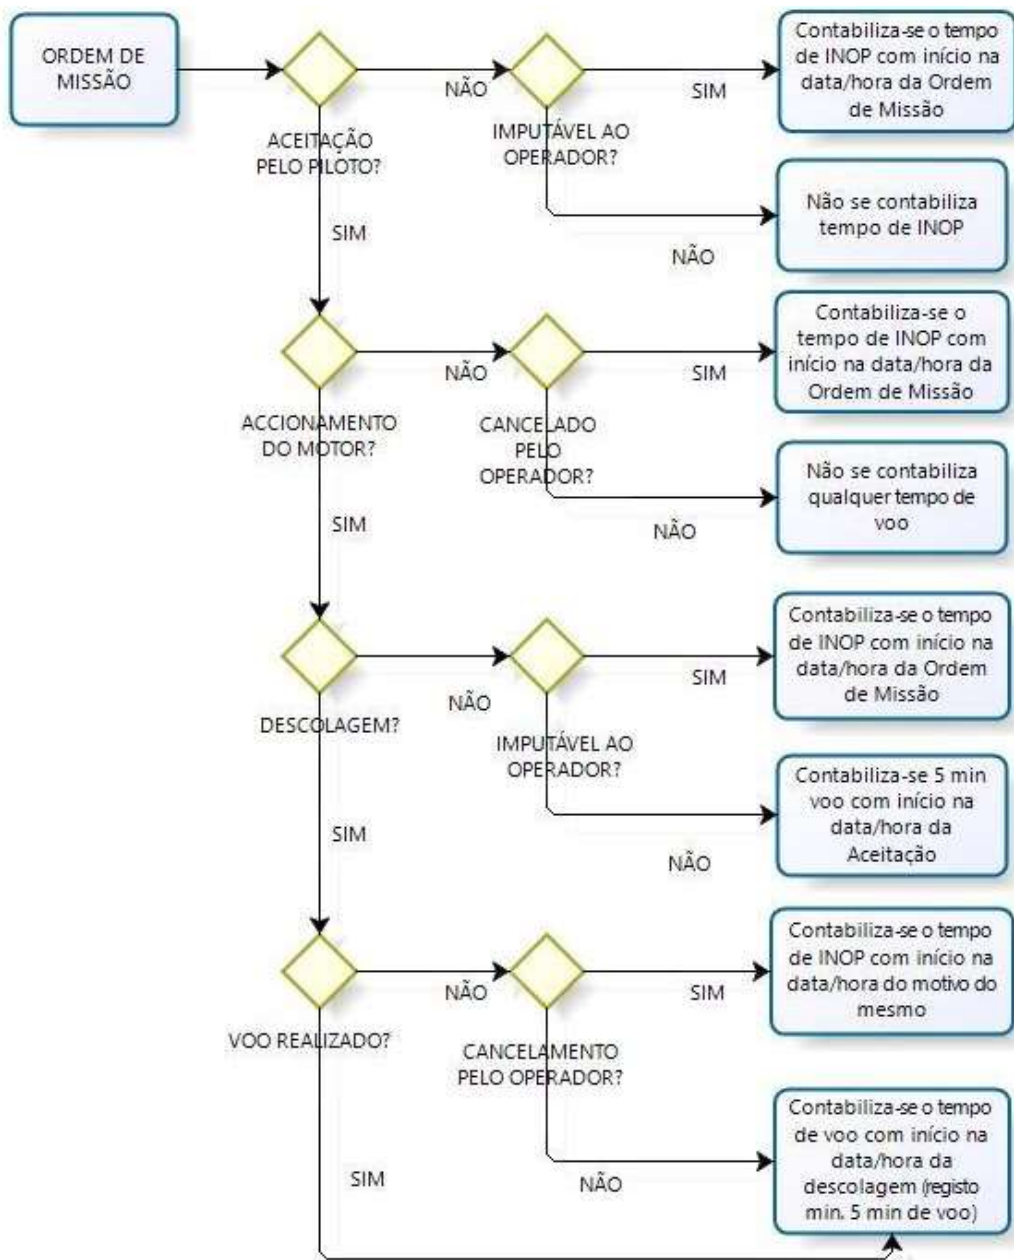 ORDEM DE
MISSÃO
ACEITAÇÃO
PELO PILOTO?
NÃO
IMPUTÁVEL AO
OPERADOR?
SIM
Contabiliza-se o tempo
de INOP com início na
data/hora da Ordem
de Missão
NÃO
Não se contabiliza
tempo de INOP
SIM
ACCIONAMENTO
DO MOTOR?
NÃO
CANCELADO
PELO
OPERADOR?
SIM
Contabiliza-se o
tempo de INOP com
início na data/hora da
Ordem de Missão
NÃO
Não se contabiliza
qualquer tempo de
voo
SIM
DESCOLAGEM?
NÃO
IMPUTÁVEL AO
OPERADOR?
SIM
Contabiliza-se o tempo
de INOP com início na
data/hora da Ordem
de Missão
NÃO
Contabiliza-se 5 min
voo com início na
data/hora da
Aceitação
SIM
VOO REALIZADO?
NÃO
CANCELAMENTO
PELO OPERADOR?
SIM
Contabiliza-se o tempo
de INOP com início na
data/hora do motivo do
mesmo
NÃO
Contabiliza-se o tempo
de voo com início na
data/hora da
descolagem (registo
min. 5 min de voo)
SIM